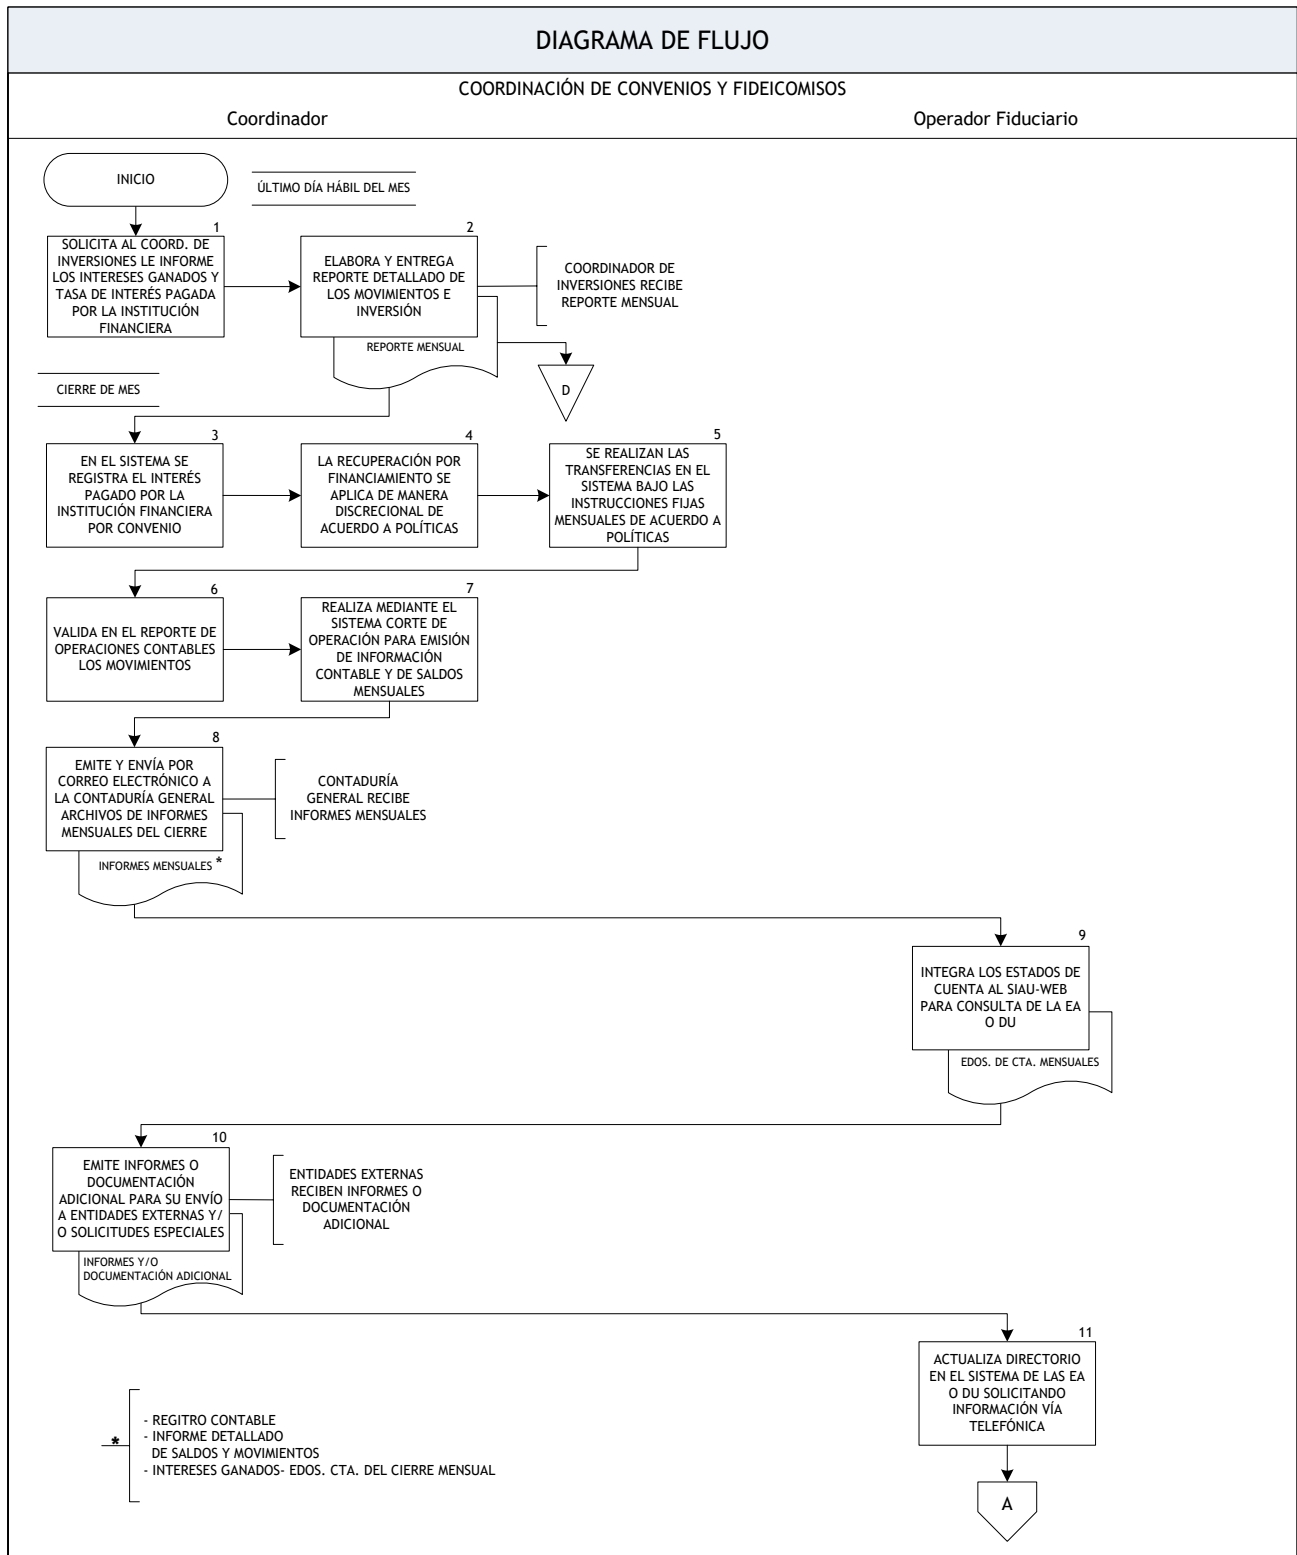 DIAGRAMA DE FLUJO
COORDINACIÓN DE CONVENIOS Y FIDEICOMISOS
Coordinador
Operador Fiduciario
INICIO
ÚLTIMO DÍA HÁBIL DEL MES
1
SOLICITA AL COORD. DE
INVERSIONES LE INFORME
LOS INTERESES GANADOS Y
TASA DE INTERÉS PAGADA
POR LA INSTITUCIÓN
FINANCIERA
2
ELABORA Y ENTREGA
REPORTE DETALLADO DE
LOS MOVIMIENTOS E
INVERSIÓN
COORDINADOR DE
INVERSIONES RECIBE
REPORTE MENSUAL
REPORTE MENSUAL
D
CIERRE DE MES
3
EN EL SISTEMA SE
REGISTRA EL INTERÉS
PAGADO POR LA
INSTITUCIÓN FINANCIERA
POR CONVENIO
4
LA RECUPERACIÓN POR
FINANCIAMIENTO SE
APLICA DE MANERA
DISCRECIONAL DE
ACUERDO A POLÍTICAS
5
SE REALIZAN LAS
TRANSFERENCIAS EN EL
SISTEMA BAJO LAS
INSTRUCCIONES FIJAS
MENSUALES DE ACUERDO A
POLÍTICAS
6
VALIDA EN EL REPORTE DE
OPERACIONES CONTABLES
LOS MOVIMIENTOS
7
REALIZA MEDIANTE EL
SISTEMA CORTE DE
OPERACIÓN PARA EMISIÓN
DE INFORMACIÓN
CONTABLE Y DE SALDOS
MENSUALES
8
EMITE Y ENVÍA POR
CORREO ELECTRÓNICO A
LA CONTADURÍA GENERAL
ARCHIVOS DE INFORMES
MENSUALES DEL CIERRE
CONTADURÍA
GENERAL RECIBE
INFORMES MENSUALES
INFORMES MENSUALES *
9
INTEGRA LOS ESTADOS DE
CUENTA AL SIAU-WEB
PARA CONSULTA DE LA EA
O DU
EDOS. DE CTA. MENSUALES
10
EMITE INFORMES O
DOCUMENTACIÓN
ADICIONAL PARA SU ENVÍO
A ENTIDADES EXTERNAS Y/
O SOLICITUDES ESPECIALES
ENTIDADES EXTERNAS
RECIBEN INFORMES O
DOCUMENTACIÓN
ADICIONAL
INFORMES Y/O
DOCUMENTACIÓN ADICIONAL
11
ACTUALIZA DIRECTORIO
EN EL SISTEMA DE LAS EA
O DU SOLICITANDO
INFORMACIÓN VÍA
TELEFÓNICA
A
*
- REGITRO CONTABLE
- INFORME DETALLADO
DE SALDOS Y MOVIMIENTOS
- INTERESES GANADOS- EDOS. CTA. DEL CIERRE MENSUAL